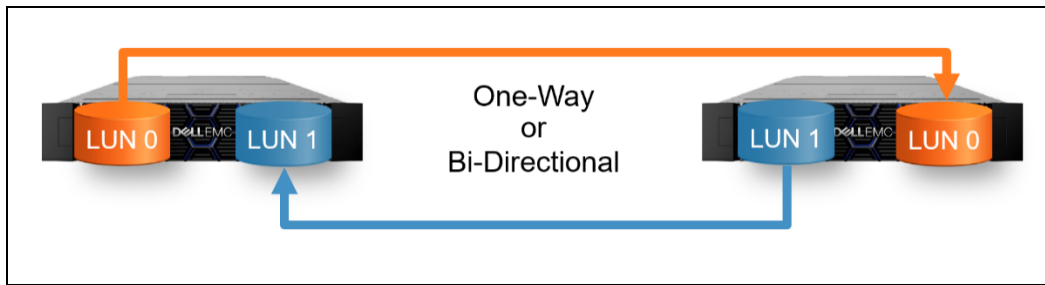 One-Way
or
Bi-Directional
LUN 0
DELLEMC
LUN 1
LUN 1
DELLEMC
LUN 0